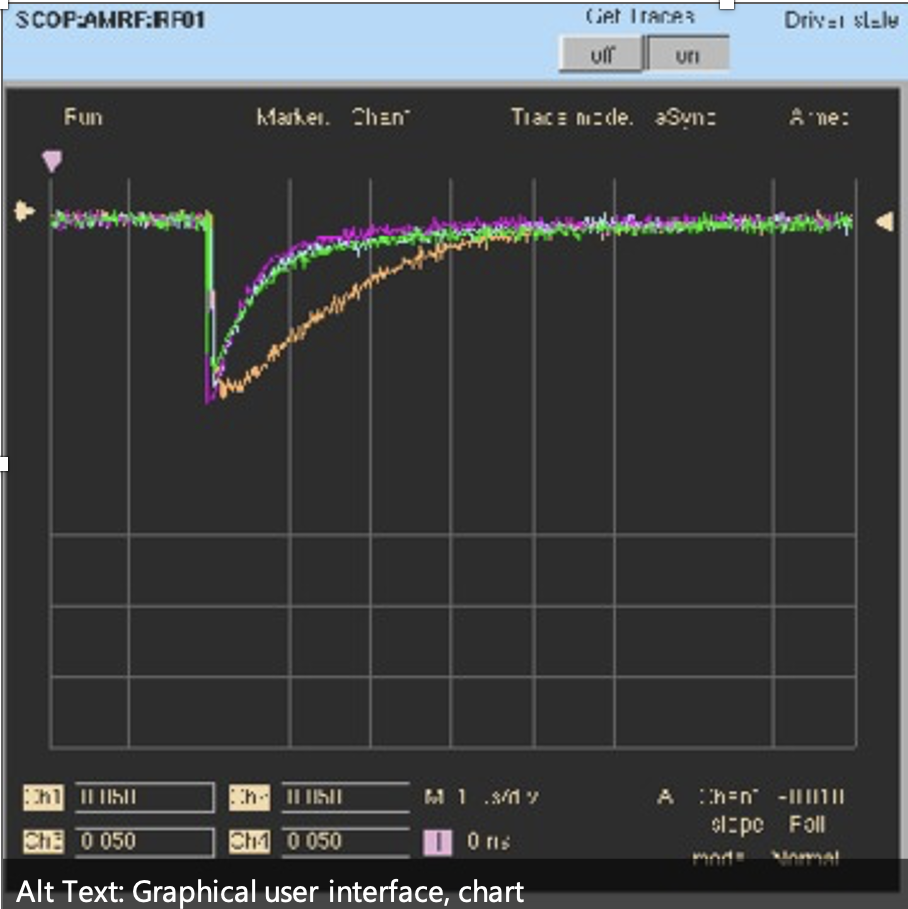 SCOP:AMRF:RF01
Get Traces
Driver state
off on
Run Marker: Chan1 Trace mode: aSync Armed
Ch1 0.050
Ch2 0.050
M 1 us/div
A Chan1 -0.010
Ch3 0 050
Ch4 0 050
0 ns
slope Fall
mode Normal
Alt Text: Graphical user interface, chart